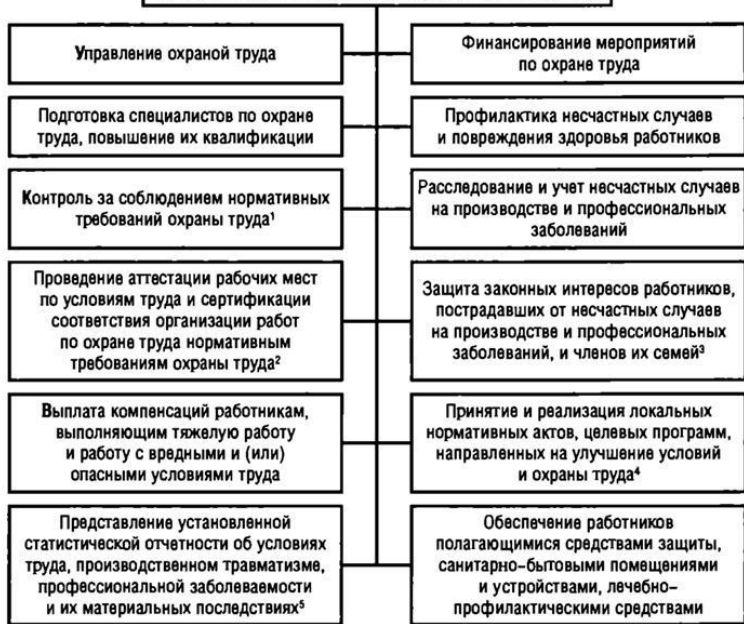 Управление охраной труда
Финансирование мероприятий
по охране труда
Подготовка специалистов по охране
труда, повышение их квалификации
Профилактика несчастных случаев
и повреждения здоровья работников
Контроль за соблюдением нормативных
требований охраны труда¹
Расследование и учет несчастных случаев
на производстве и профессиональных
заболеваний
Проведение аттестации рабочих мест
по условиям труда и сертификации
соответствия организации работ
по охране труда нормативным
требованиям охраны труда²
Защита законных интересов работников,
пострадавших от несчастных случаев
на производстве и профессиональных
заболеваний, и членов их семей³
Выплата компенсаций работникам,
выполняющим тяжелую работу
и работу с вредными и (или)
опасными условиями труда
Принятие и реализация локальных
нормативных актов, целевых программ,
направленных на улучшение условий
и охраны труда⁴
Представление установленной
статистической отчетности об условиях
труда, производственном травматизме,
профессиональной заболеваемости
и их материальных последствиях⁵
Обеспечение работников
полагающимися средствами защиты,
санитарно-бытовыми помещениями
и устройствами, лечебно-
профилактическими средствами